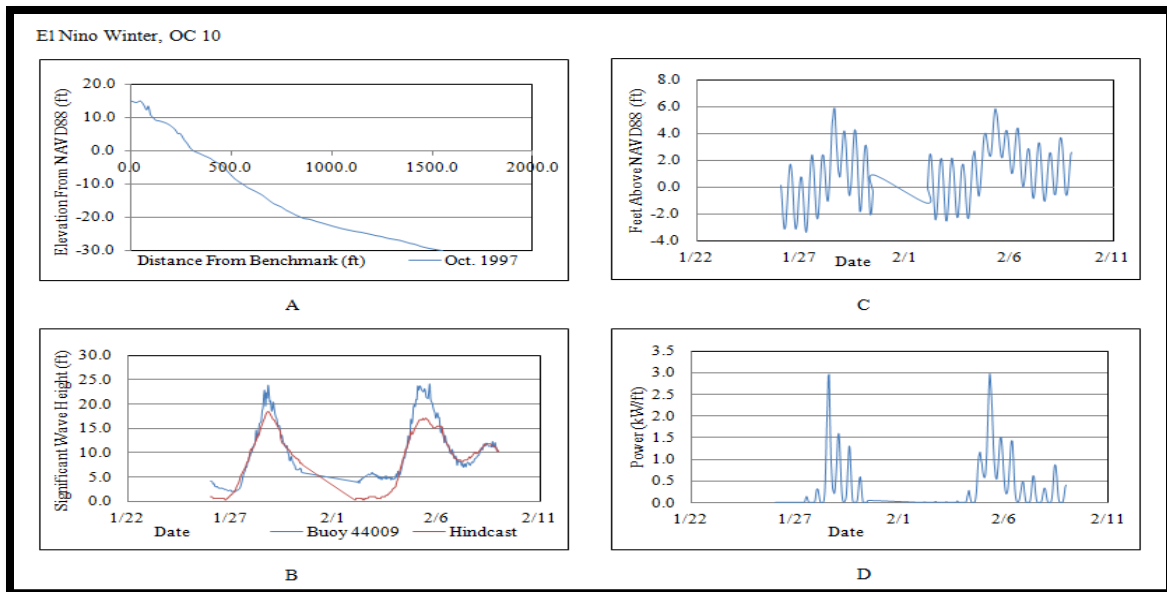 El Nino Winter, OC 10
Elevation From NAVD88 (ft)
20.0
10.0
0.0
-10.0
-20.0
-30.0
0.0 500.0 1000.0 1500.0 2000.0
Distance From Benchmark (ft) Oct. 1997
A
Feet Above NAVD88 (ft)
8.0
6.0
4.0
2.0
0.0
-2.0
-4.0
1/22 1/27 2/1 2/6 2/11
Date
C
Significant Wave Height (ft)
30.0
25.0
20.0
15.0
10.0
5.0
0.0
1/22 1/27 2/1 2/6 2/11
Date Buoy 44009 Hindcast
B
Power (kW/ft)
3.5
3.0
2.5
2.0
1.5
1.0
0.5
0.0
1/22 1/27 2/1 2/6 2/11
Date
D